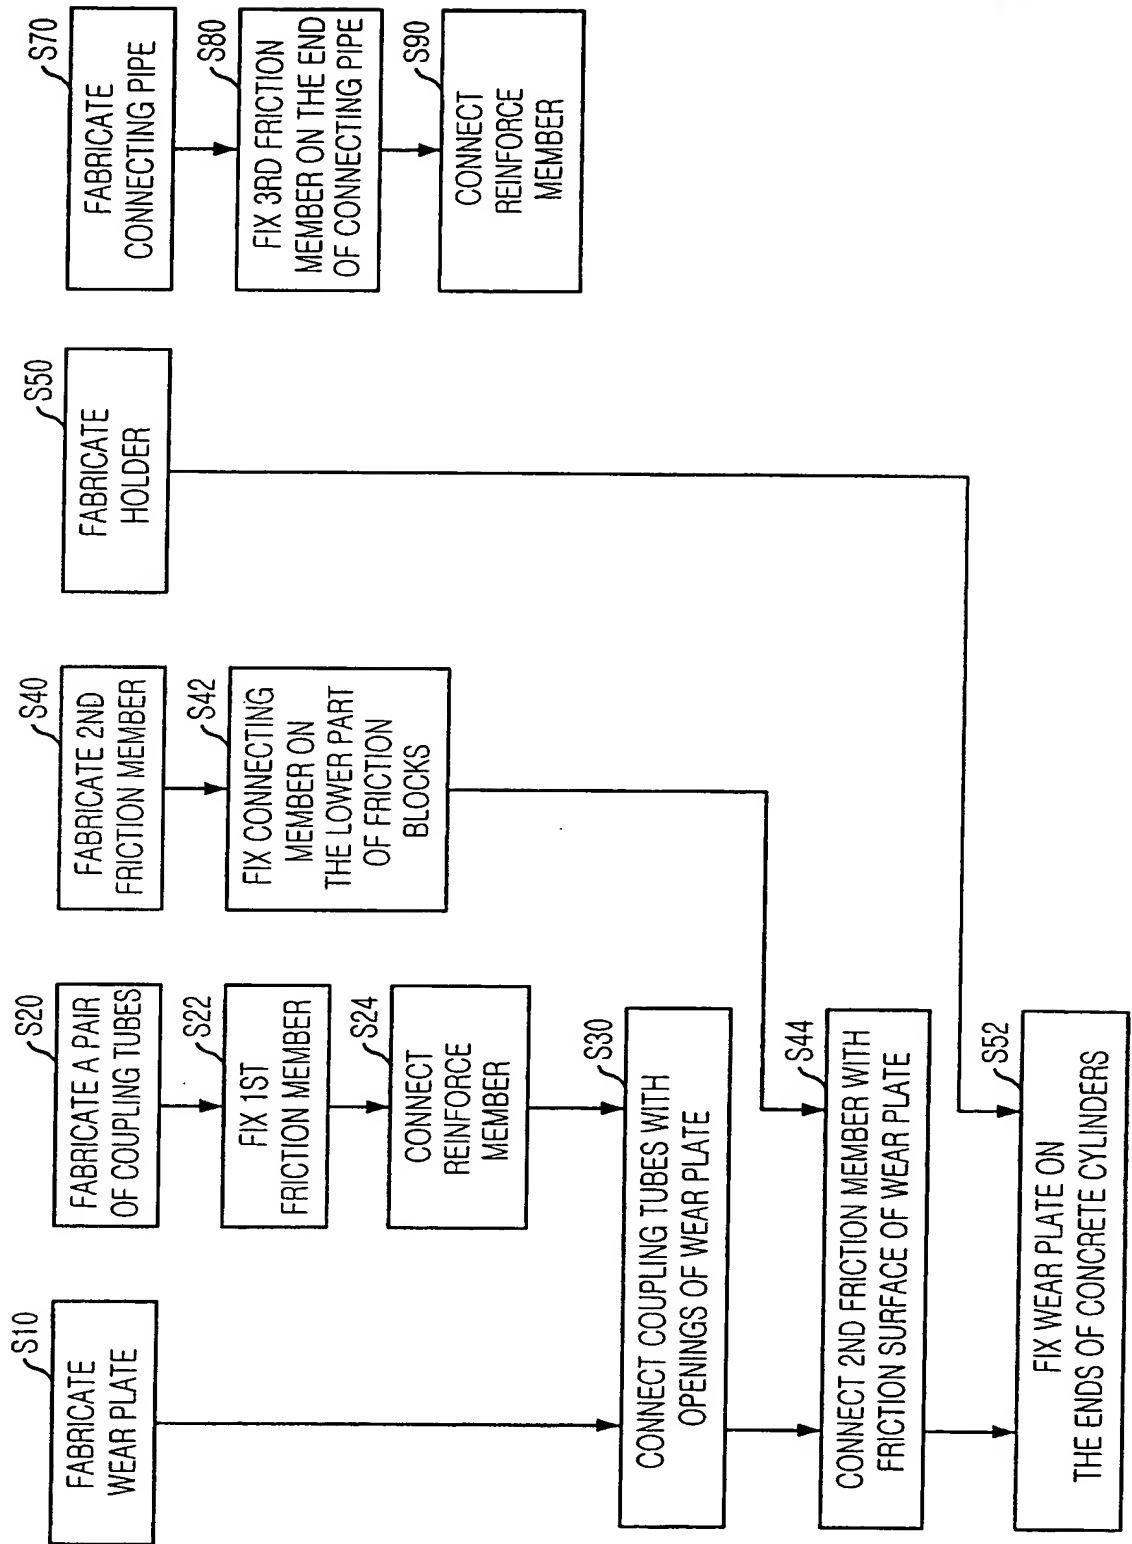 S10
FABRICATE
WEAR PLATE
S20
FABRICATE A PAIR
OF COUPLING TUBES
S22
FIX 1ST
FRICTION MEMBER
S24
CONNECT
REINFORCE
MEMBER
S30
CONNECT COUPLING TUBES WITH
OPENINGS OF WEAR PLATE
S40
FABRICATE 2ND
FRICTION MEMBER
S42
FIX CONNECTING
MEMBER ON
THE LOWER PART
OF FRICTION
BLOCKS
S44
CONNECT 2ND FRICTION MEMBER WITH
FRICTION SURFACE OF WEAR PLATE
S50
FABRICATE
HOLDER
S52
FIX WEAR PLATE ON
THE ENDS OF CONCRETE CYLINDERS
S70
FABRICATE
CONNECTING PIPE
S80
FIX 3RD FRICTION
MEMBER ON THE END
OF CONNECTING PIPE
S90
CONNECT
REINFORCE
MEMBER